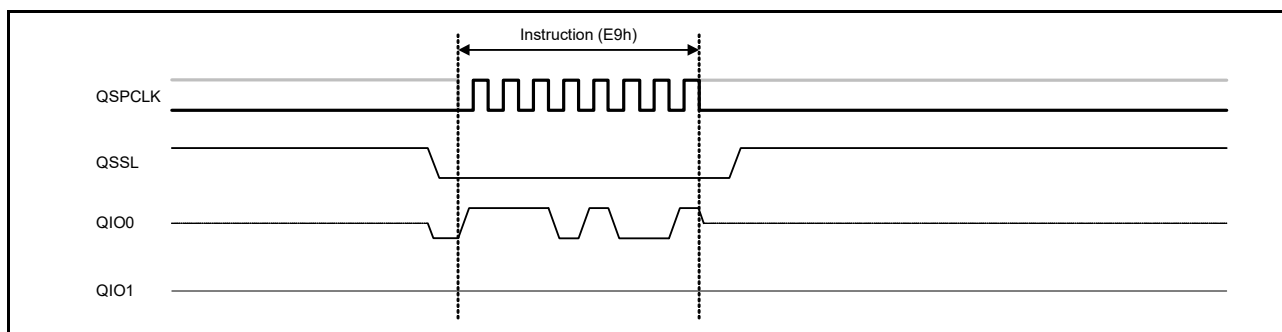 Instruction (E9h)
QSPCLK
QSSL
QIO0
QIO1